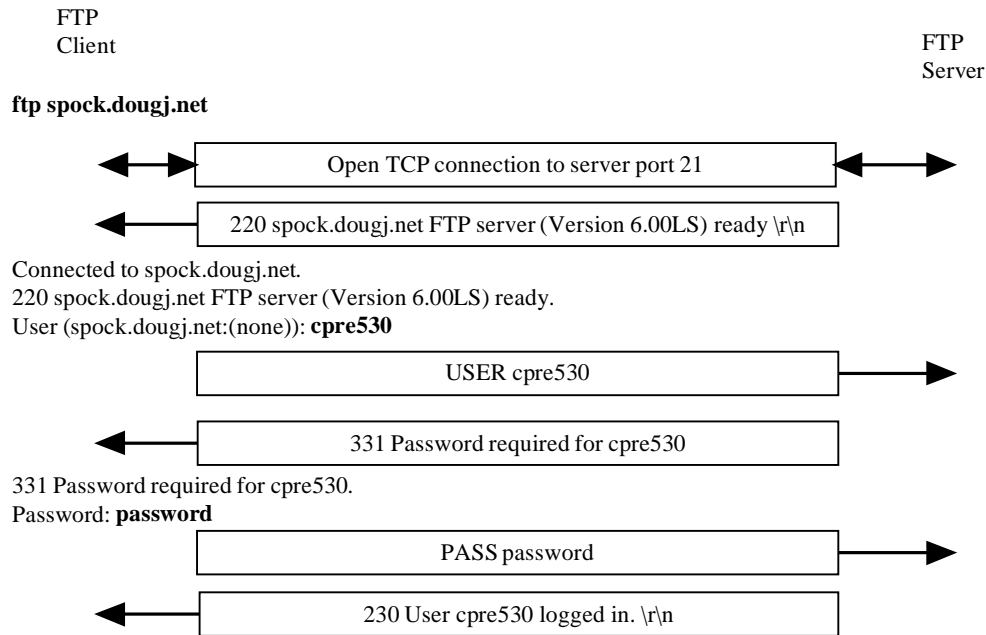 FTP
Client
FTP
Server
ftp spock.dougj.net
Open TCP connection to server port 21
220 spock.dougj.net FTP server (Version 6.00LS) ready \r\n
Connected to spock.dougj.net.
220 spock.dougj.net FTP server (Version 6.00LS) ready.
User (spock.dougj.net:(none)): cpre530
USER cpre530
331 Password required for cpre530
331 Password required for cpre530.
Password: password
PASS password
230 User cpre530 logged in. \r\n